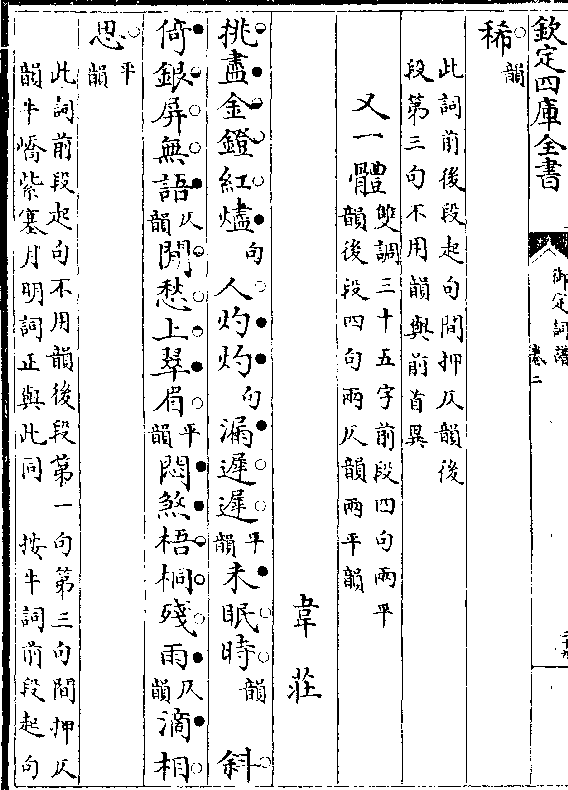 欽定四庫全書
御定詞譜
卷二
稀韻
此詞前後段起句間押仄韻後
段第三句不用韻與前首異
又一體雙調三十五字前段四句兩平
韻後段四句兩仄韻兩平韻
韋莊
挑盡金鐙紅燼句人灼灼句漏遲遲平韻未眠時韻 斜
倚銀屏無語仄韻閒愁上翠眉平韻悶煞梧桐殘雨仄韻滴相
思平韻
此詞前段起句不用韻後段第一句第三句間押仄
韻牛嶠紫塞月明詞正與此同 按牛詞前段起句